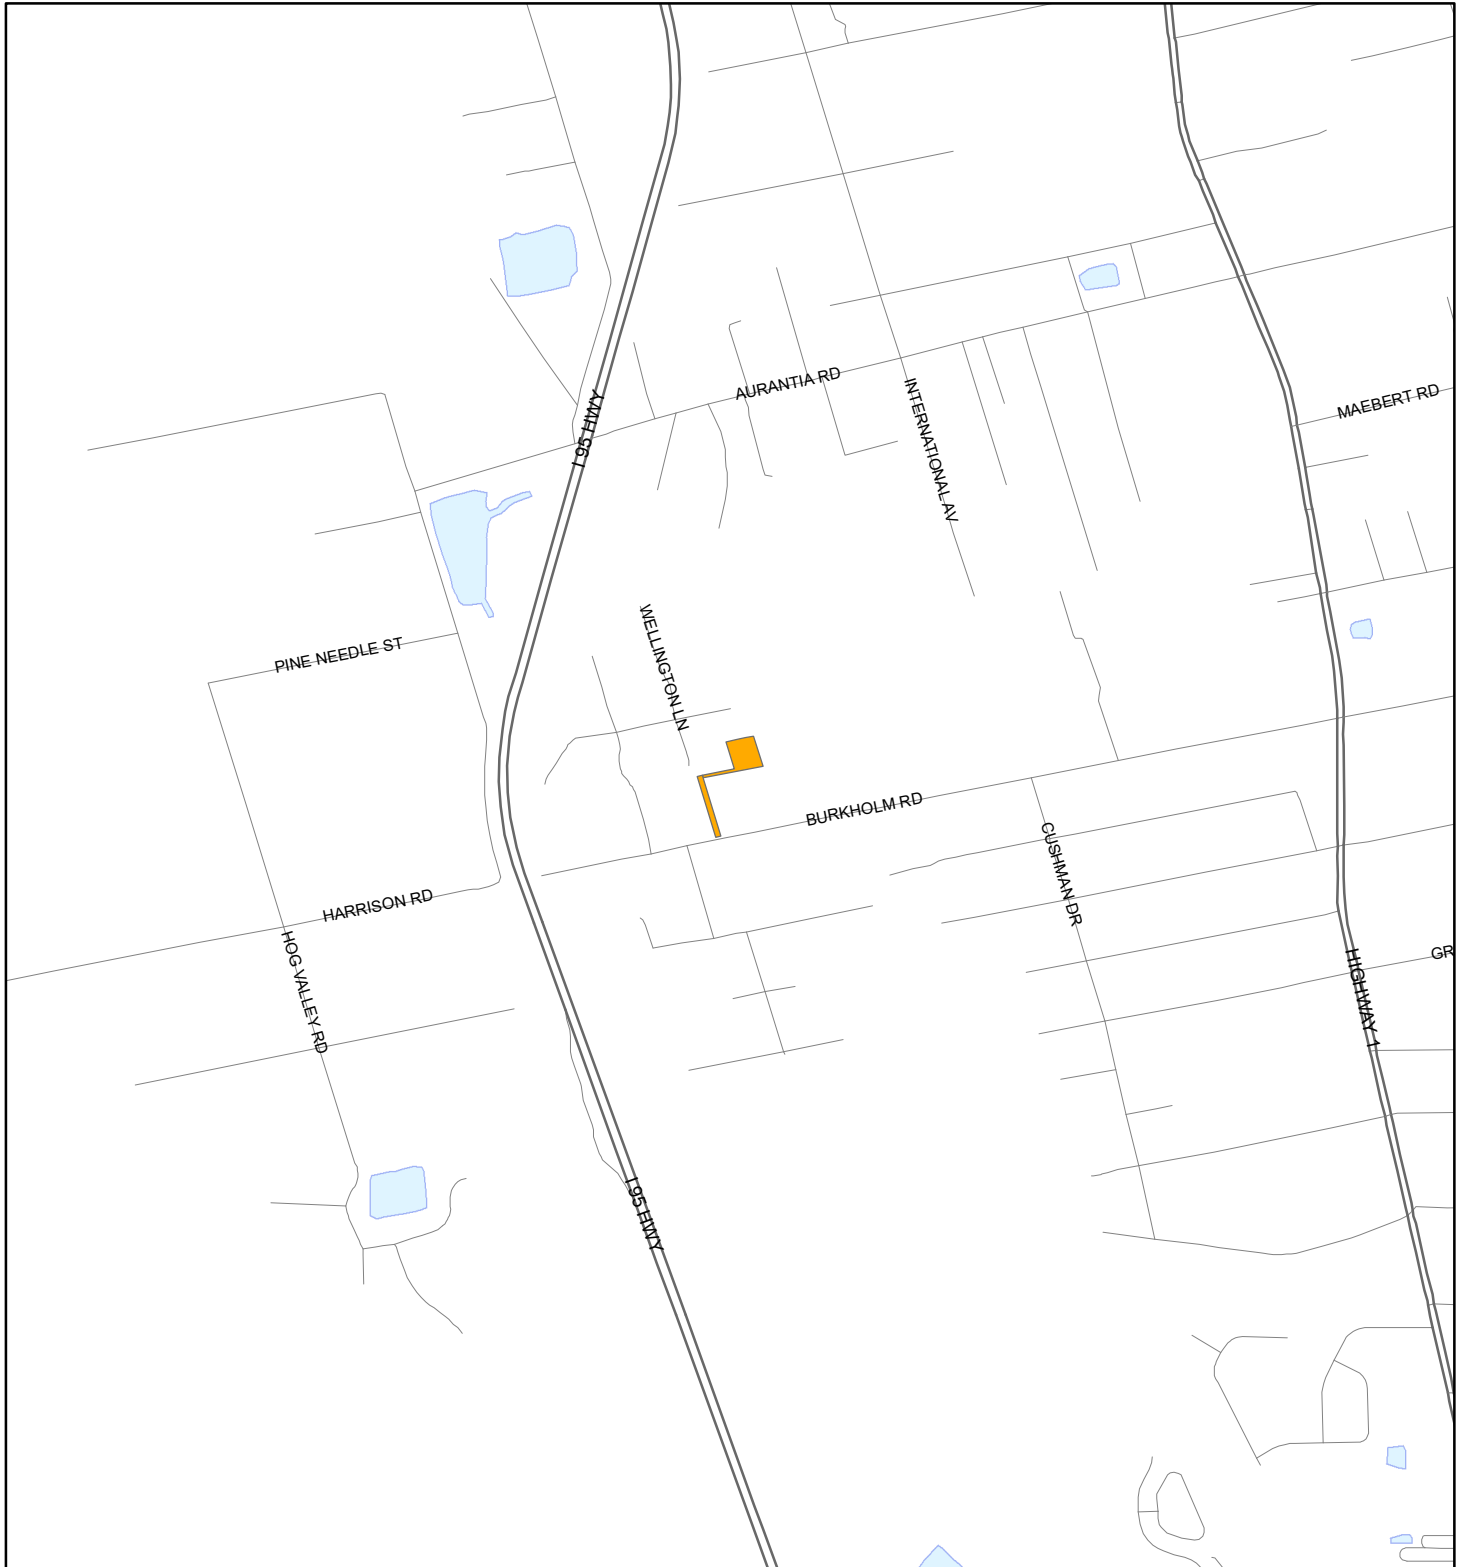 I 95 HWY
AURANTIA RD
INTERNATIONAL AV
MAEBERT RD
WELLINGTON LN
PINE NEEDLE ST
BURKHOLM RD
CUSHMAN DR
HARRISON RD
HOG VALLEY RD
GR
HIGHWAY 1
I 95 HWY